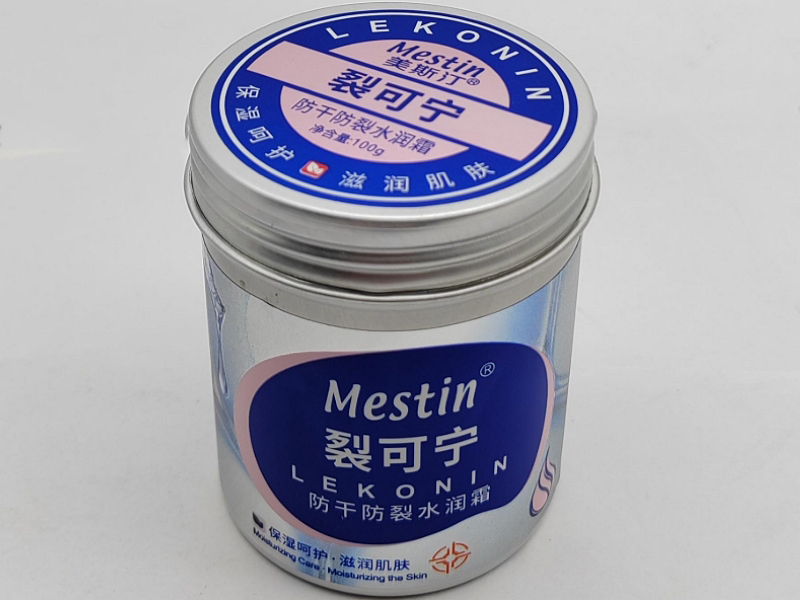 LEKONIN
Mestin
美斯汀®
裂可宁
防干防裂水润霜
净含量:100g
保湿呵护
滋润肌肤
Mestin®
裂可宁
LEKONIN
防干防裂水润霜
保湿呵护·滋润肌肤
Moisturizing Care · Moisturizing the Skin